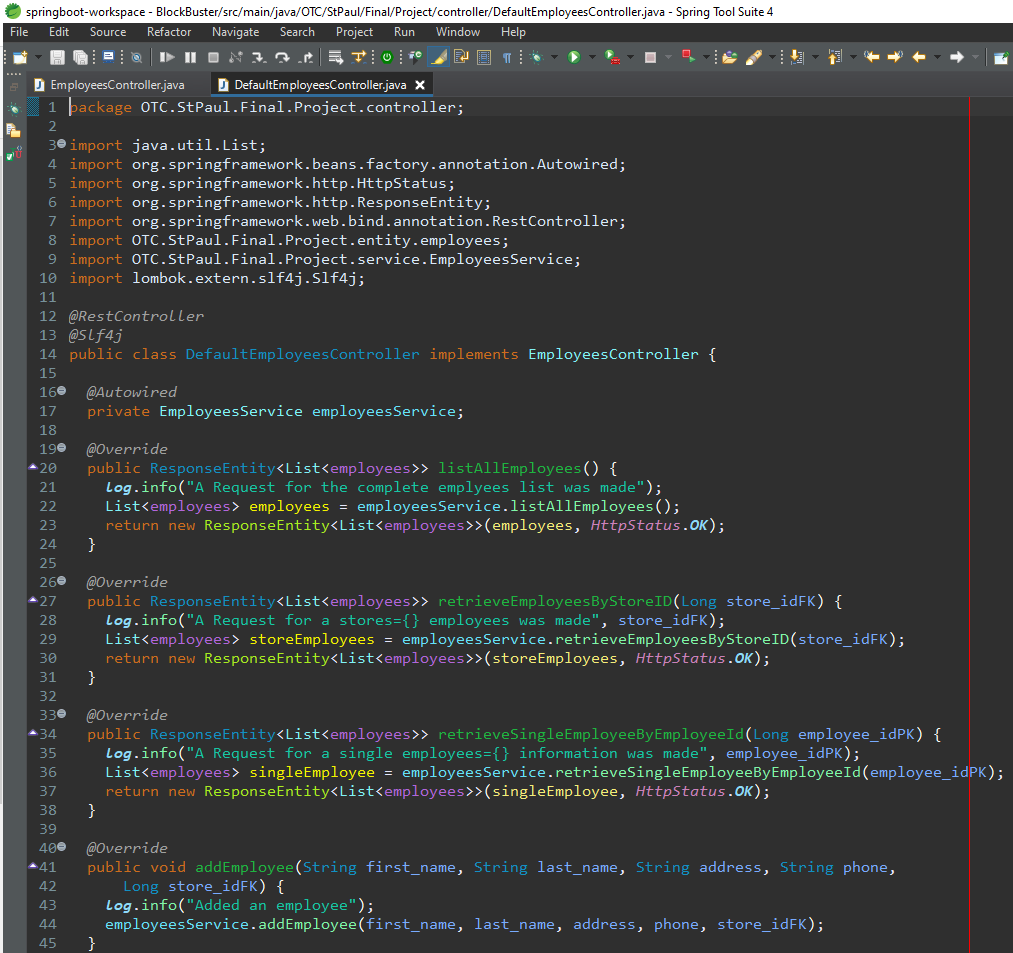 springboot-workspace - BlockBuster/src/main/java/OTC/StPaul/Final/Project/controller/DefaultEmployeesController.java - Spring Tool Suite 4
File Edit Source Refactor Navigate Search Project Run Window Help
EmployeesController.java DefaultEmployeesController.java
1 package OTC.StPaul.Final.Project.controller;
2
3 import java.util.List;
4 import org.springframework.beans.factory.annotation.Autowired;
5 import org.springframework.http.HttpStatus;
6 import org.springframework.http.ResponseEntity;
7 import org.springframework.web.bind.annotation.RestController;
8 import OTC.StPaul.Final.Project.entity.employees;
9 import OTC.StPaul.Final.Project.service.EmployeesService;
10 import lombok.extern.slf4j.Slf4j;
11
12 @RestController
13 @Slf4j
14 public class DefaultEmployeesController implements EmployeesController {
15
16 @Autowired
17 private EmployeesService employeesService;
18
19 @Override
20 public ResponseEntity<List<employees>> listAllEmployees() {
21 log.info("A Request for the complete emplyees list was made");
22 List<employees> employees = employeesService.listAllEmployees();
23 return new ResponseEntity<List<employees>>(employees, HttpStatus.OK);
24 }
25
26 @Override
27 public ResponseEntity<List<employees>> retrieveEmployeesByStoreID(Long store_idFK) {
28 log.info("A Request for a stores={} employees was made", store_idFK);
29 List<employees> storeEmployees = employeesService.retrieveEmployeesByStoreID(store_idFK);
30 return new ResponseEntity<List<employees>>(storeEmployees, HttpStatus.OK);
31 }
32
33 @Override
34 public ResponseEntity<List<employees>> retrieveSingleEmployeeByEmployeeId(Long employee_idPK) {
35 log.info("A Request for a single employees={} information was made", employee_idPK);
36 List<employees> singleEmployee = employeesService.retrieveSingleEmployeeByEmployeeId(employee_idPK);
37 return new ResponseEntity<List<employees>>(singleEmployee, HttpStatus.OK);
38 }
39
40 @Override
41 public void addEmployee(String first_name, String last_name, String address, String phone,
42 Long store_idFK) {
43 log.info("Added an employee");
44 employeesService.addEmployee(first_name, last_name, address, phone, store_idFK);
45 }